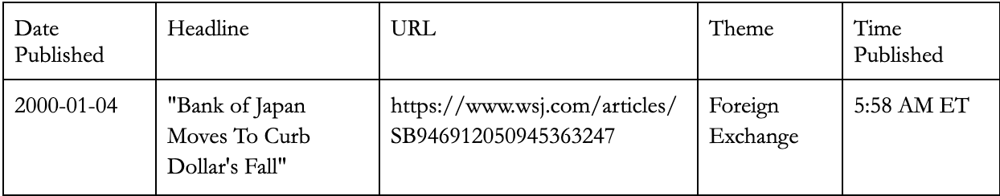 Date Published
Headline
URL
Theme
Time Published
2000-01-04
"Bank of Japan
Moves To Curb
Dollar's Fall"
https://www.wsj.com/articles/
SB946912050945363247
Foreign
Exchange
5:58 AM ET